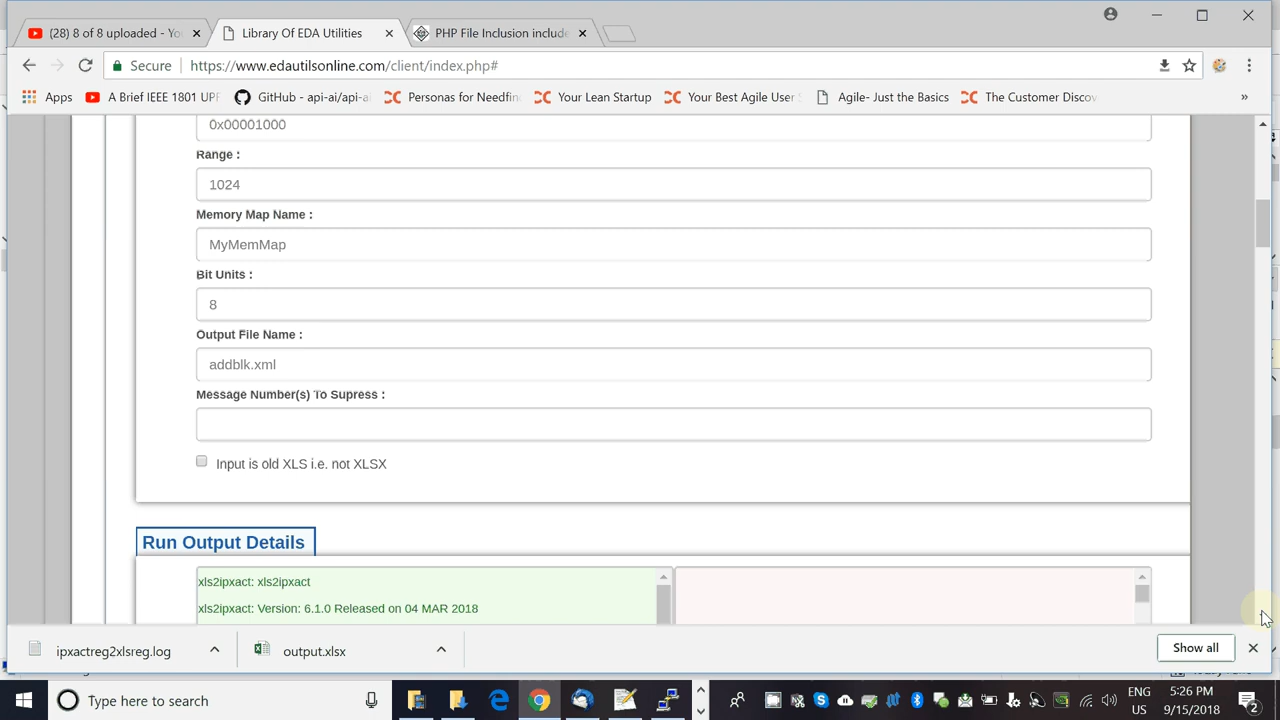 (28) 8 of 8 uploaded - Yo
Library Of EDA Utilities
PHP File Inclusion include
Secure
https://www.edautilsonline.com/client/index.php#
Apps
A Brief IEEE 1801 UPF
GitHub - api-ai/api-a
Personas for Needfin
Your Lean Startup
Your Best Agile User
Agile- Just the Basics
The Customer Discov
»
0x00001000
Range :
1024
Memory Map Name :
MyMemMap
Bit Units :
8
Output File Name :
addblk.xml
Message Number(s) To Supress :
Input is old XLS i.e. not XLSX
Run Output Details
xls2ipxact: xls2ipxact
xls2ipxact: Version: 6.1.0 Released on 04 MAR 2018
ipxactreg2xlsreg.log
output.xlsx
Show all
Type here to search
ENG
US
5:26 PM
9/15/2018
2